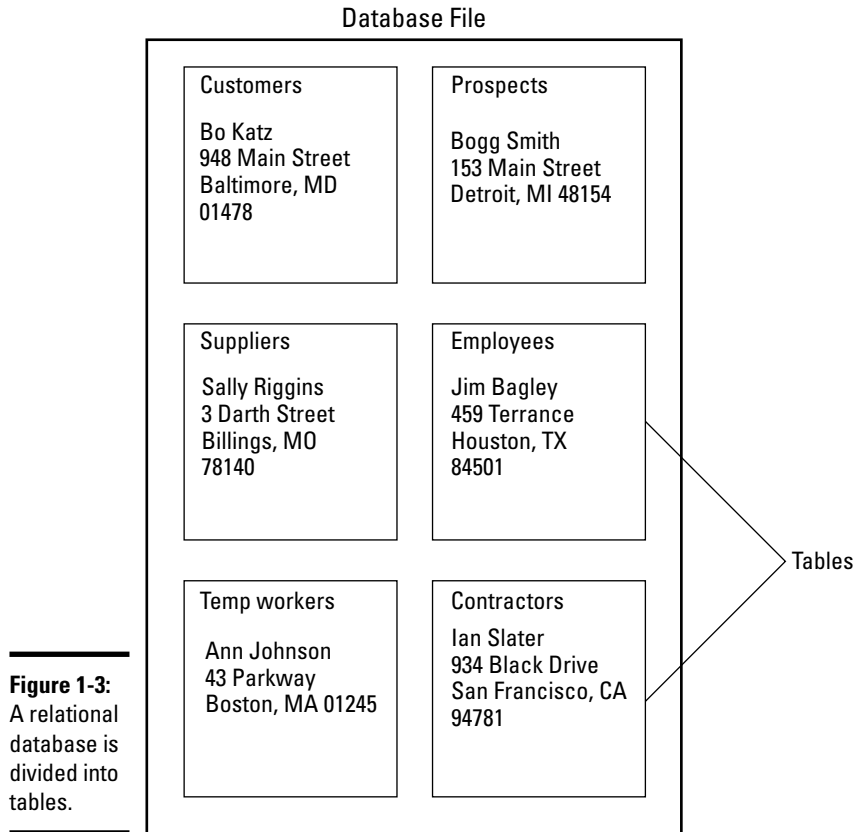 Database File
Customers
Bo Katz
948 Main Street
Baltimore, MD
01478
Prospects
Bogg Smith
153 Main Street
Detroit, MI 48154
Suppliers
Sally Riggins
3 Darth Street
Billings, MO
78140
Employees
Jim Bagley
459 Terrance
Houston, TX
84501
Tables
Temp workers
Ann Johnson
43 Parkway
Boston, MA 01245
Contractors
Ian Slater
934 Black Drive
San Francisco, CA
94781
Figure 1-3:
A relational
database is
divided into
tables.